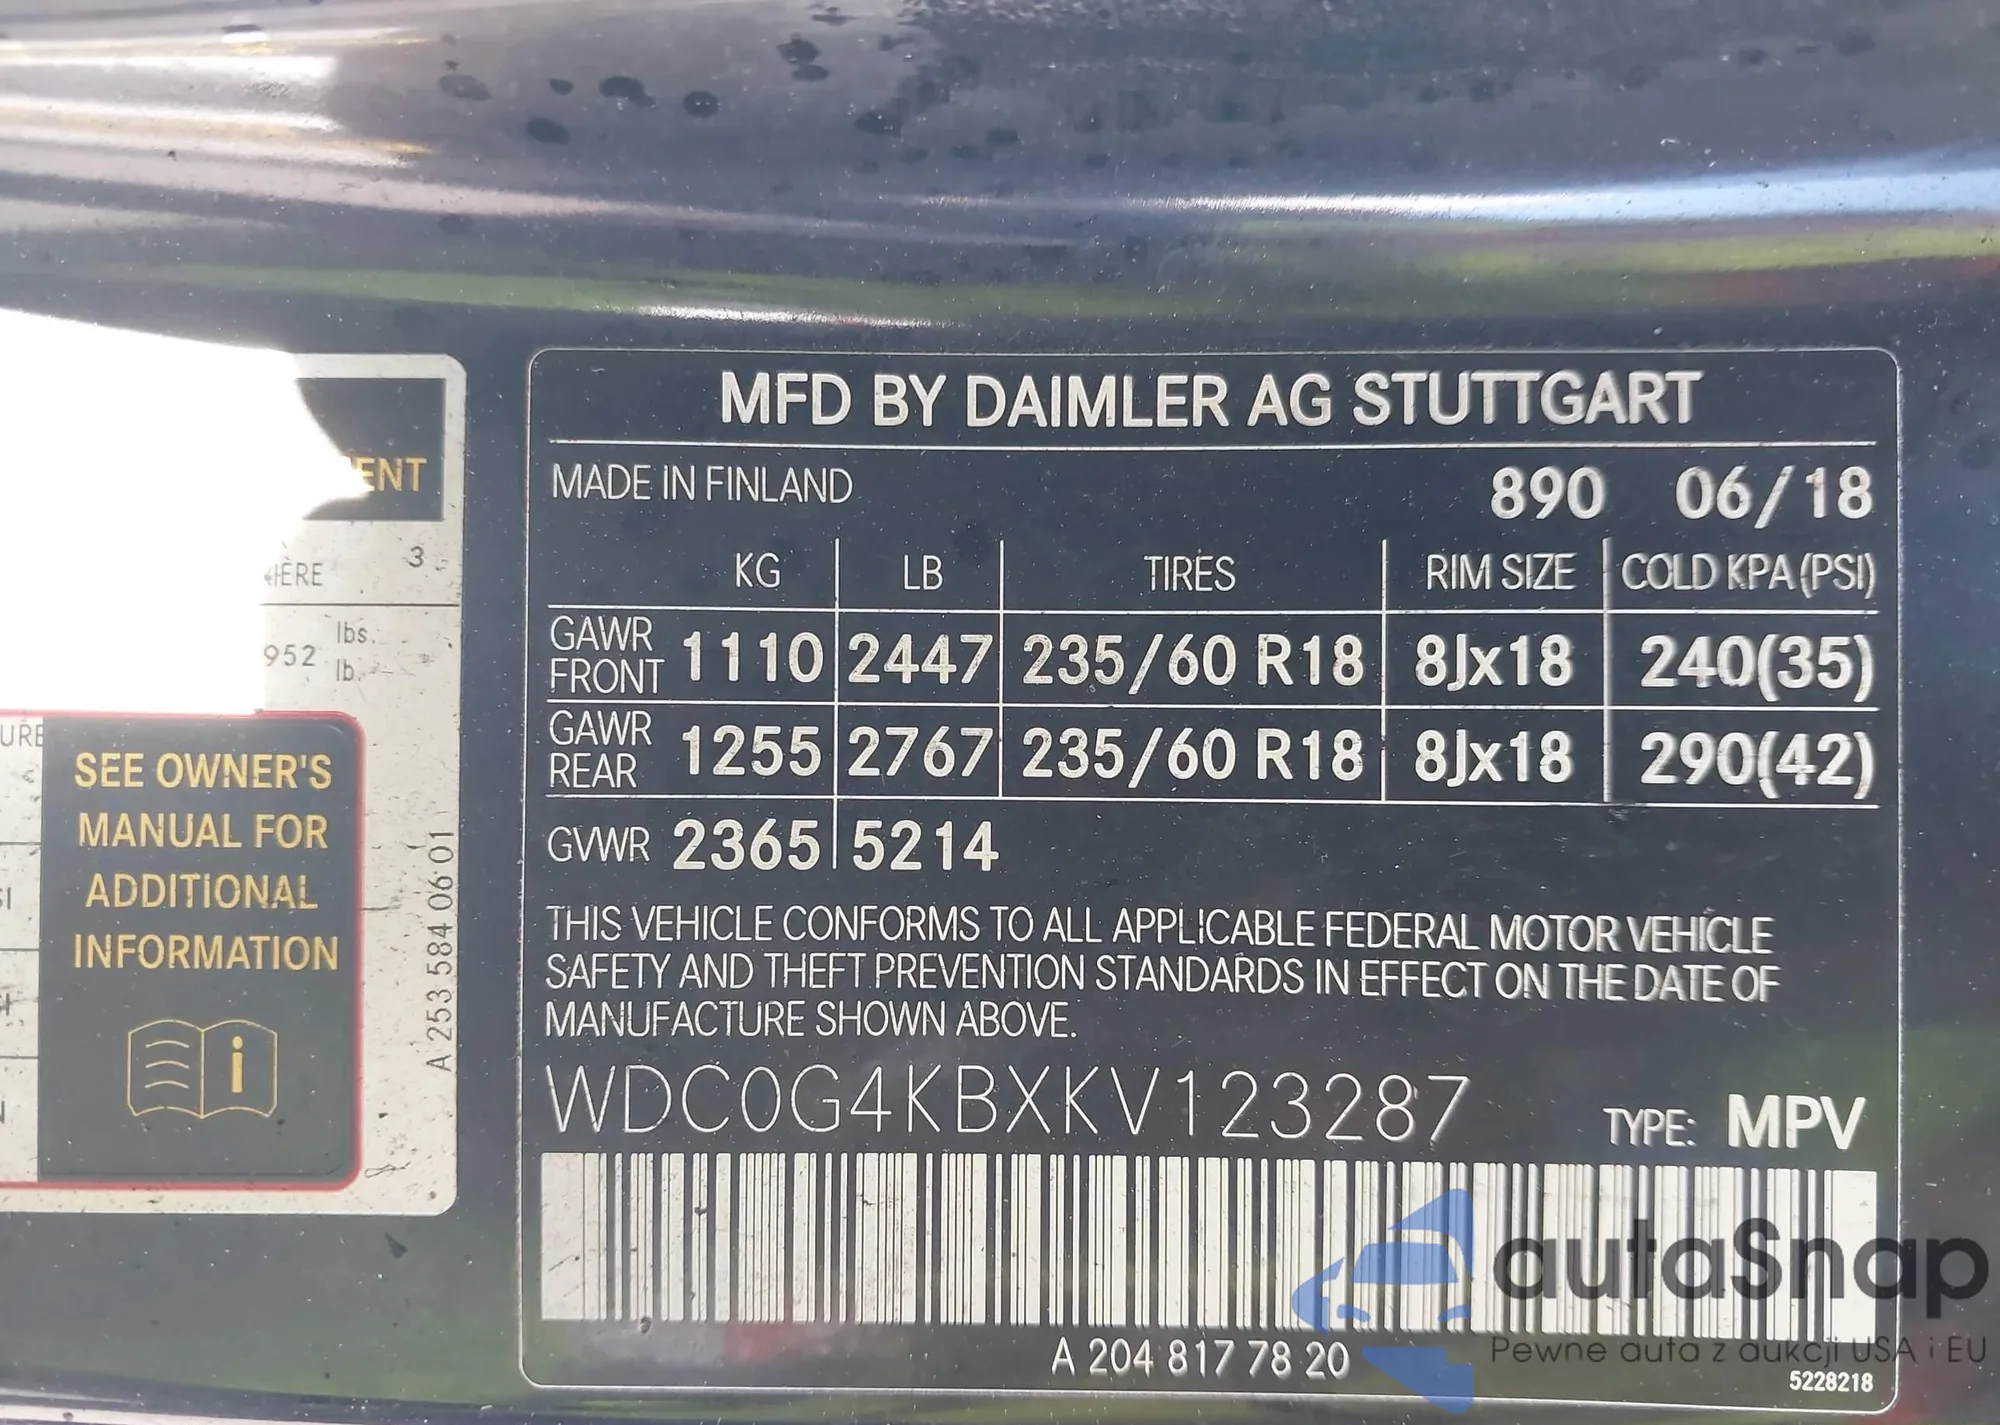 ENT
IÈRE 3
952 lbs.
lb.
URE
SEE OWNER'S
MANUAL FOR
ADDITIONAL
INFORMATION
i
A 253 584 06 01
MFD BY DAIMLER AG STUTTGART
MADE IN FINLAND 890 06/18
KG LB TIRES RIM SIZE COLD KPA(PSI)
GAWR FRONT 1110 2447 235/60 R18 8Jx18 240(35)
GAWR REAR 1255 2767 235/60 R18 8Jx18 290(42)
GVWR 2365 5214
THIS VEHICLE CONFORMS TO ALL APPLICABLE FEDERAL MOTOR VEHICLE
SAFETY AND THEFT PREVENTION STANDARDS IN EFFECT ON THE DATE OF
MANUFACTURE SHOWN ABOVE.
WDC0G4KBXKV123287 TYPE: MPV
autaSnap
Pewne auta z aukcji USA i EU
A 204 817 78 20
5228218